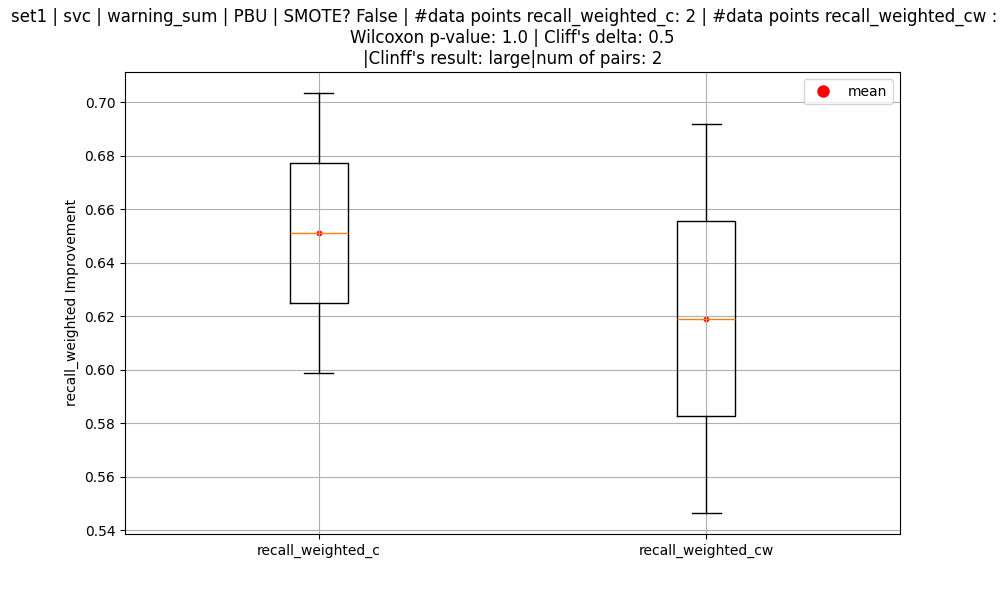 set1 | svc | warning_sum | PBU | SMOTE? False | #data points recall_weighted_c: 2 | #data points recall_weighted_cw :
Wilcoxon p-value: 1.0 | Cliff's delta: 0.5
|Clinff's result: large|num of pairs: 2
mean
0.70
0.68
0.66
0.64
0.62
0.60
0.58
0.56
0.54
recall_weighted Improvement
recall_weighted_c
recall_weighted_cw